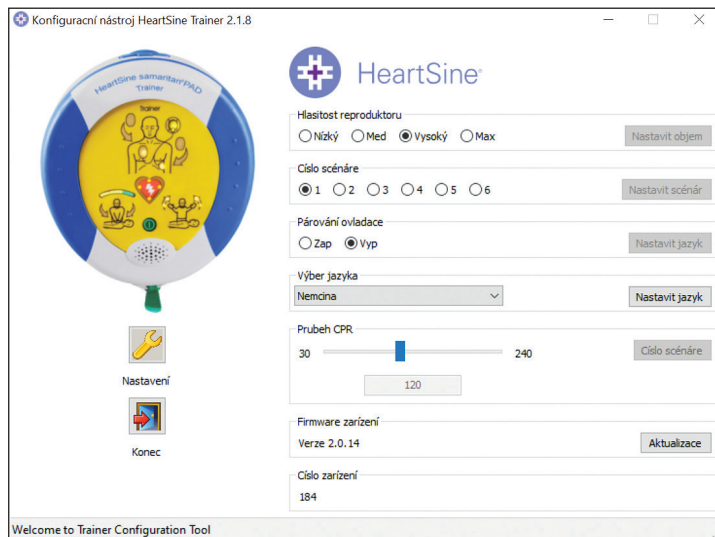 Konfiguracní nástroj HeartSine Trainer 2.1.8
HeartSine samaritan PAD
Trainer
Trainer
HeartSine
Hlasitost reproduktoru
Nízký Med Vysoký Max Nastavit objem
Císlo scénáre
1 2 3 4 5 6 Nastavit scénár
Párování ovladace
Zap Vyp Nastavit jazyk
Výber jazyka
Nemcina Nastavit jazyk
Prubeh CPR
30 240 Císlo scénáre
120
Nastavení
Firmware zarízení
Verze 2.0.14 Aktualizace
Konec
Císlo zarízení
184
Welcome to Trainer Configuration Tool